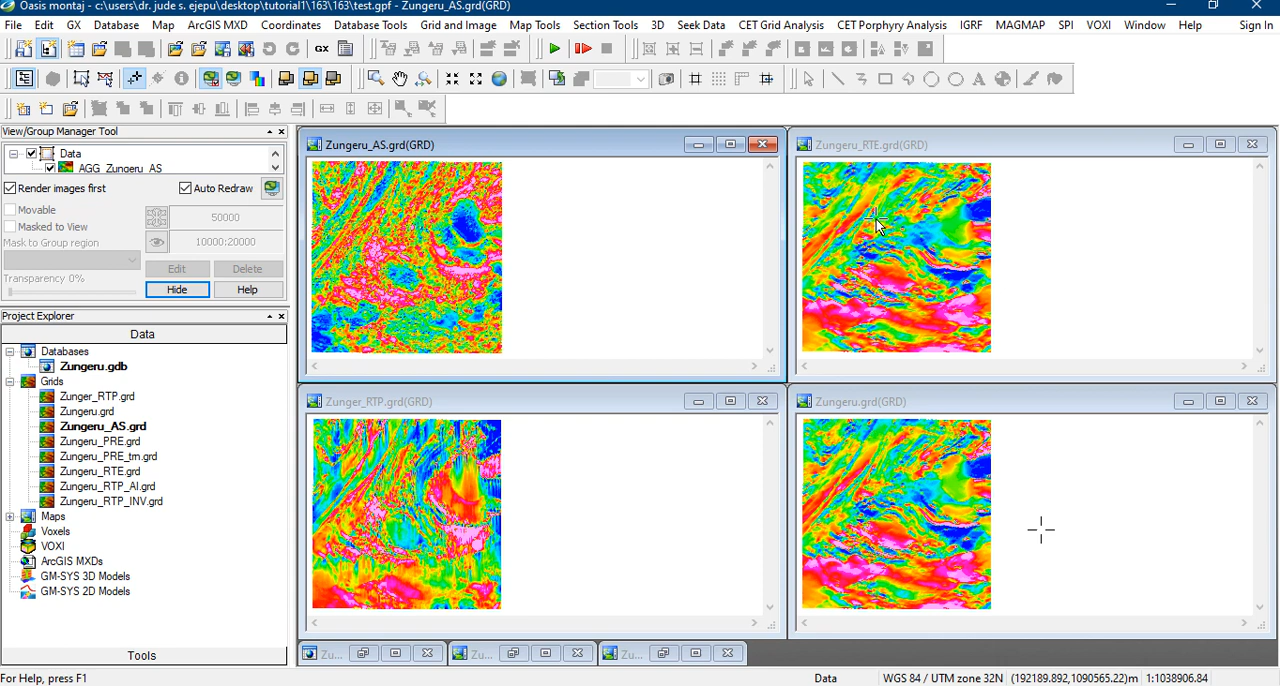 Oasis montaj - c:\users\dr. jude s. ejepu\desktop\tutorial1\163\163\test.gpf - Zungeru_AS.grd(GRD)
File Edit GX Database Map ArcGIS MXD Coordinates Database Tools Grid and Image Map Tools Section Tools 3D Seek Data CET Grid Analysis CET Porphyry Analysis IGRF MAGMAP SPI VOXI Window Help Sign In
GX
View/Group Manager Tool
Data
AGG_Zungeru_AS
Render images first Auto Redraw
Movable 50000
Masked to View
Mask to Group region 10000:20000
Transparency 0% Edit Delete
Hide Help
Project Explorer
Data
Databases
Zungeru.gdb
Grids
Zunger_RTP.grd
Zungeru.grd
Zungeru_AS.grd
Zungeru_PRE.grd
Zungeru_PRE_tm.grd
Zungeru_RTE.grd
Zungeru_RTP_AI.grd
Zungeru_RTP_INV.grd
Maps
Voxels
VOXI
ArcGIS MXDs
GM-SYS 3D Models
GM-SYS 2D Models
Tools
Zungeru_AS.grd(GRD) Zungeru_RTE.grd(GRD)
Zunger_RTP.grd(GRD) Zungeru.grd(GRD)
Zu... Zu... Zu...
For Help, press F1 Data WGS 84 / UTM zone 32N (192189.892,1090565.22)m 1:1038906.84